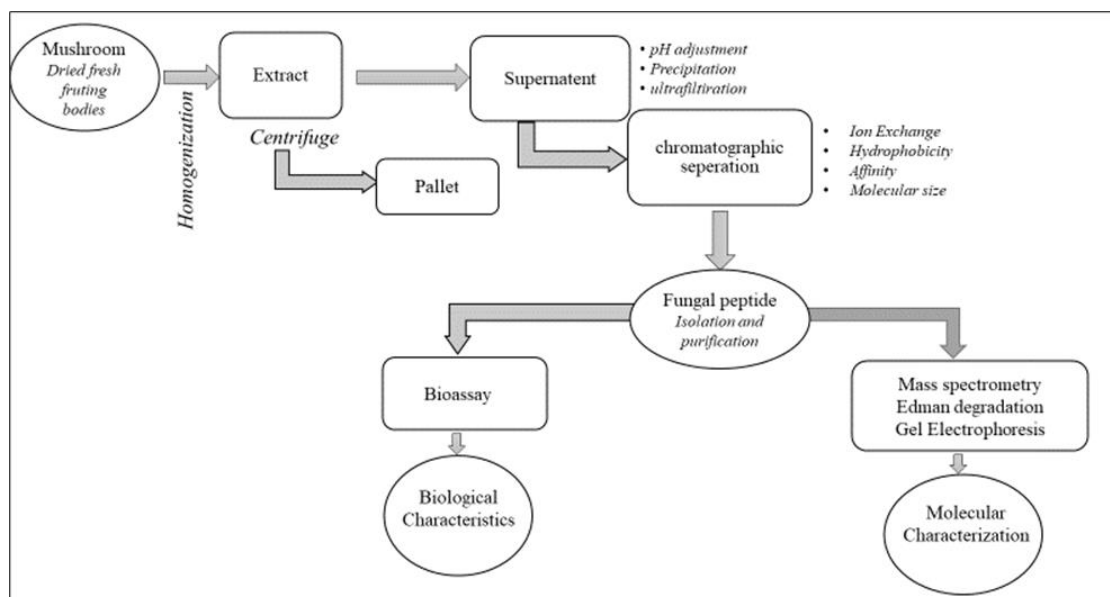 Mushroom
Dried fresh
fruting
bodies
Homogenization
Extract
Centrifuge
Pallet
Supernatent
• pH adjustment
• Precipitation
• ultrafiltiration
chromatographic
seperation
• Ion Exchange
• Hydrophobicity
• Affinity
• Molecular size
Fungal peptide
Isolation and
purification
Bioassay
Biological
Characteristics
Mass spectrometry
Edman degradation
Gel Electrophoresis
Molecular
Characterization